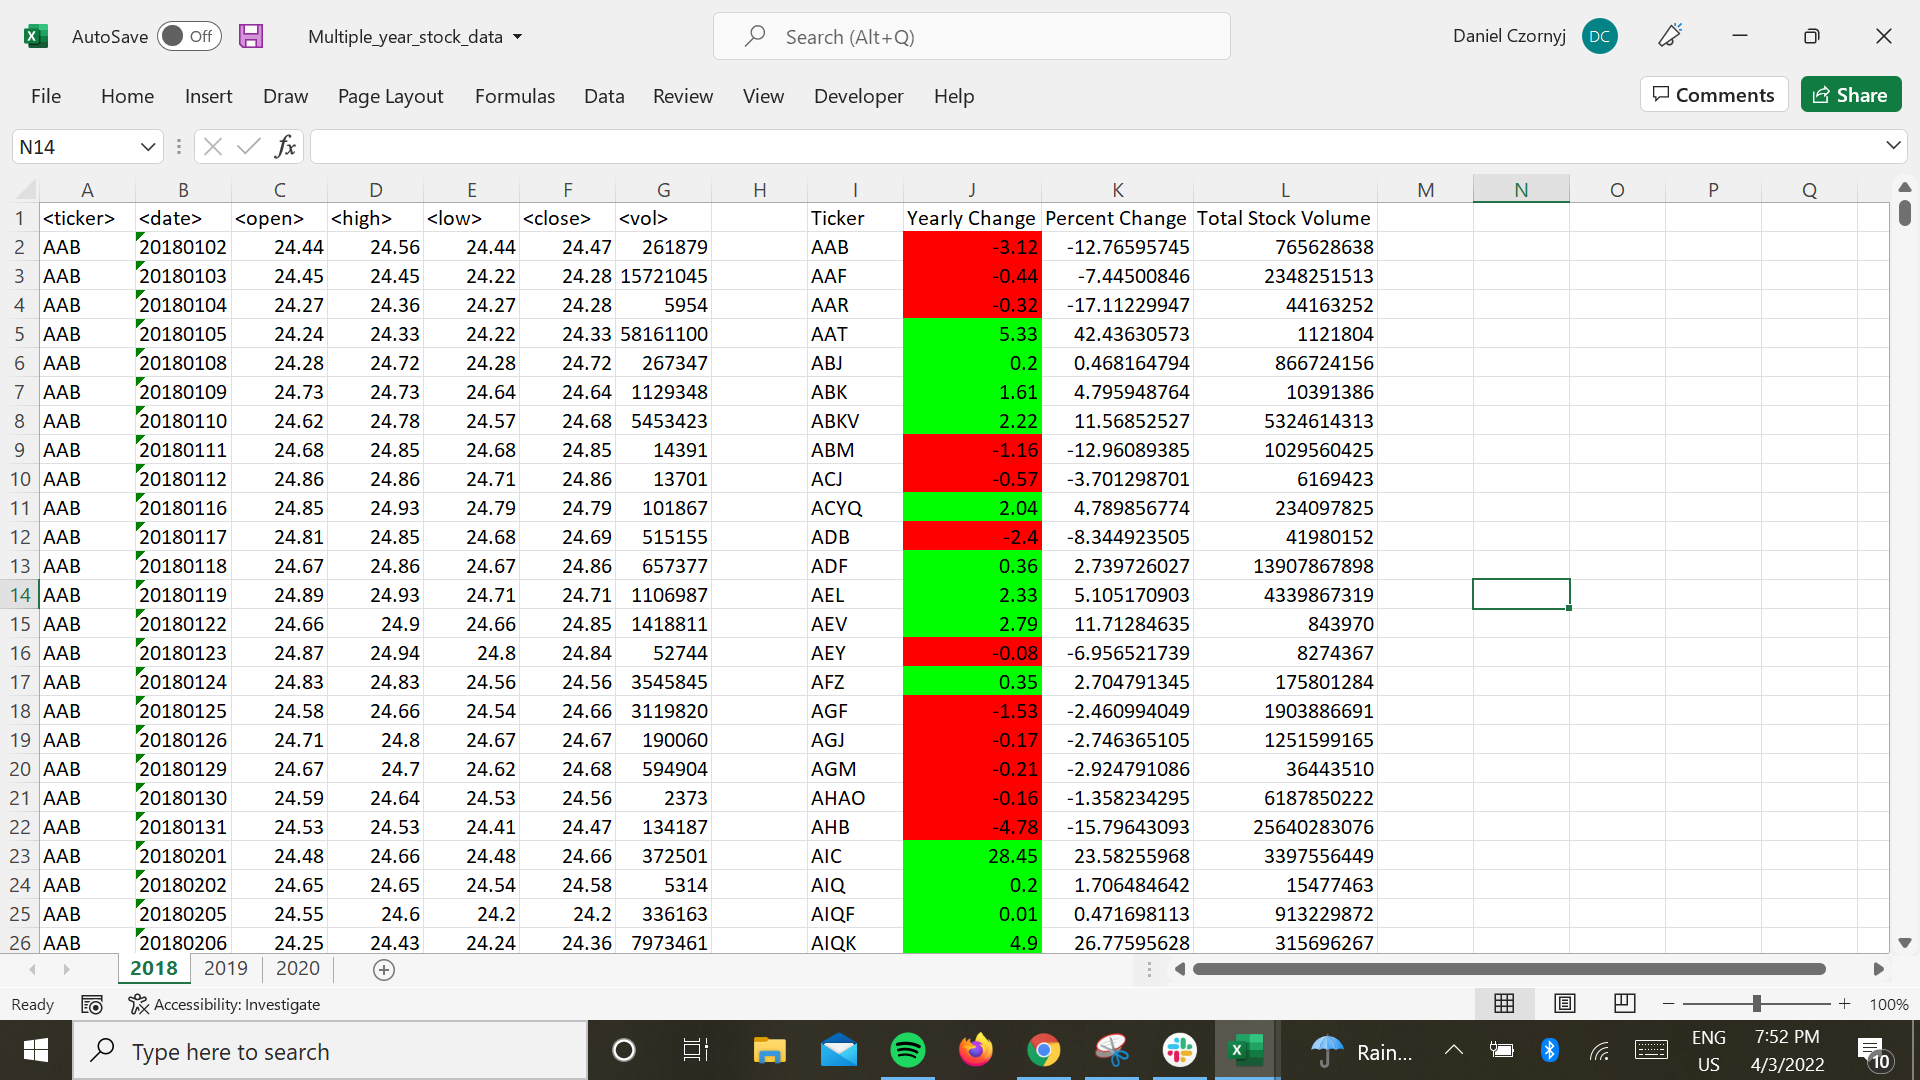 AutoSave Off Multiple_year_stock_data Search (Alt+Q) Daniel Czornyj DC
File Home Insert Draw Page Layout Formulas Data Review View Developer Help Comments Share
N14 fx
A B C D E F G H I J K L M N O P Q
1 <ticker> <date> <open> <high> <low> <close> <vol> Ticker Yearly Change Percent Change Total Stock Volume
2 AAB 20180102 24.44 24.56 24.44 24.47 261879 AAB -3.12 -12.76595745 765628638
3 AAB 20180103 24.45 24.45 24.22 24.28 15721045 AAF -0.44 -7.44500846 2348251513
4 AAB 20180104 24.27 24.36 24.27 24.28 5954 AAR -0.32 -17.11229947 44163252
5 AAB 20180105 24.24 24.33 24.22 24.33 58161100 AAT 5.33 42.43630573 1121804
6 AAB 20180108 24.28 24.72 24.28 24.72 267347 ABJ 0.2 0.468164794 866724156
7 AAB 20180109 24.73 24.73 24.64 24.64 1129348 ABK 1.61 4.795948764 10391386
8 AAB 20180110 24.62 24.78 24.57 24.68 5453423 ABKV 2.22 11.56852527 5324614313
9 AAB 20180111 24.68 24.85 24.68 24.85 14391 ABM -1.16 -12.96089385 1029560425
10 AAB 20180112 24.86 24.86 24.71 24.86 13701 ACJ -0.57 -3.701298701 6169423
11 AAB 20180116 24.85 24.93 24.79 24.79 101867 ACYQ 2.04 4.789856774 234097825
12 AAB 20180117 24.81 24.85 24.68 24.69 515155 ADB -2.4 -8.344923505 41980152
13 AAB 20180118 24.67 24.86 24.67 24.86 657377 ADF 0.36 2.739726027 13907867898
14 AAB 20180119 24.89 24.93 24.71 24.71 1106987 AEL 2.33 5.105170903 4339867319
15 AAB 20180122 24.66 24.9 24.66 24.85 1418811 AEV 2.79 11.71284635 843970
16 AAB 20180123 24.87 24.94 24.8 24.84 52744 AEY -0.08 -6.956521739 8274367
17 AAB 20180124 24.83 24.83 24.56 24.56 3545845 AFZ 0.35 2.704791345 175801284
18 AAB 20180125 24.58 24.66 24.54 24.66 3119820 AGF -1.53 -2.460994049 1903886691
19 AAB 20180126 24.71 24.8 24.67 24.67 190060 AGJ -0.17 -2.746365105 1251599165
20 AAB 20180129 24.67 24.7 24.62 24.68 594904 AGM -0.21 -2.924791086 36443510
21 AAB 20180130 24.59 24.64 24.53 24.56 2373 AHAO -0.16 -1.358234295 6187850222
22 AAB 20180131 24.53 24.53 24.41 24.47 134187 AHB -4.78 -15.79643093 25640283076
23 AAB 20180201 24.48 24.66 24.48 24.66 372501 AIC 28.45 23.58255968 3397556449
24 AAB 20180202 24.65 24.65 24.54 24.58 5314 AIQ 0.2 1.706484642 15477463
25 AAB 20180205 24.55 24.6 24.2 24.2 336163 AIQF 0.01 0.471698113 913229872
26 AAB 20180206 24.25 24.43 24.24 24.36 7973461 AIQK 4.9 26.77595628 315696267
2018 2019 2020
Ready Accessibility: Investigate 100%
Type here to search Rain... ENG 7:52 PM
US 4/3/2022 10